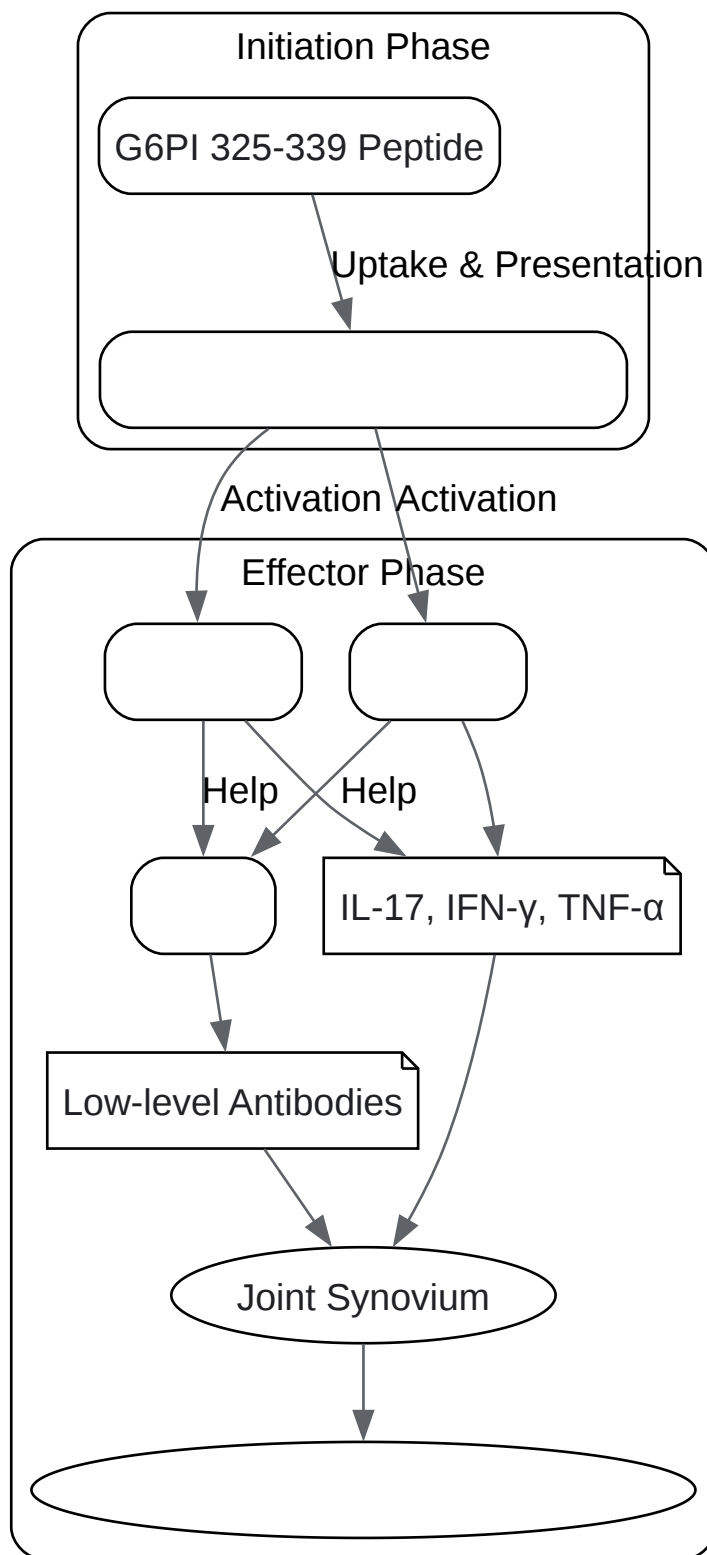 Initiation Phase
G6PI 325-339 Peptide
Uptake & Presentation
Activation
Activation
Effector Phase
Help
Help
IL-17, IFN-γ, TNF-α
Low-level Antibodies
Joint Synovium